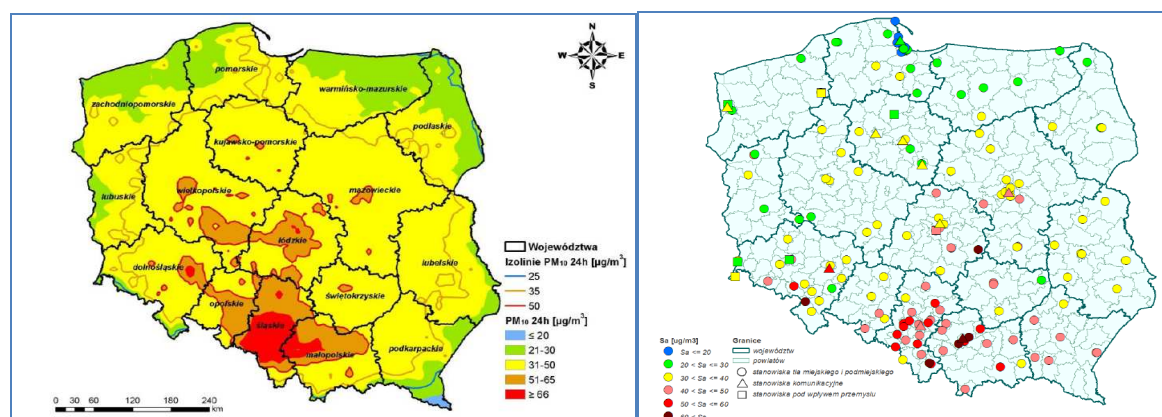 N
W E
S
pomorskie
zachodniopomorskie
warmińsko-mazurskie
podlaskie
kujawsko-pomorskie
wielkopolskie
mazowieckie
lubuskie
łódzkie
lubelskie
dolnośląskie
opolskie
świętokrzyskie
śląskie
małopolskie
podkarpackie
Województwa
Izolinie PM10 24h [µg/m³]
25
35
50
PM10 24h [µg/m³]
≤ 20
21-30
31-50
51-65
≥ 66
0 30 60 120 180 240
km
Sa [ug/m3]
Sa <= 20
20 < Sa <= 30
30 < Sa <= 40
40 < Sa <= 50
50 < Sa <= 60
60 < Sa
Granice
województw
powiatów
stanowiska tła miejskiego i podmiejskiego
stanowiska komunikacyjne
stanowiska pod wpływem przemysłu